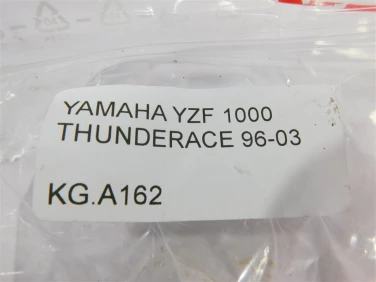 YAMAHA YZF 1000
THUNDERACE 96-03
KG.A162